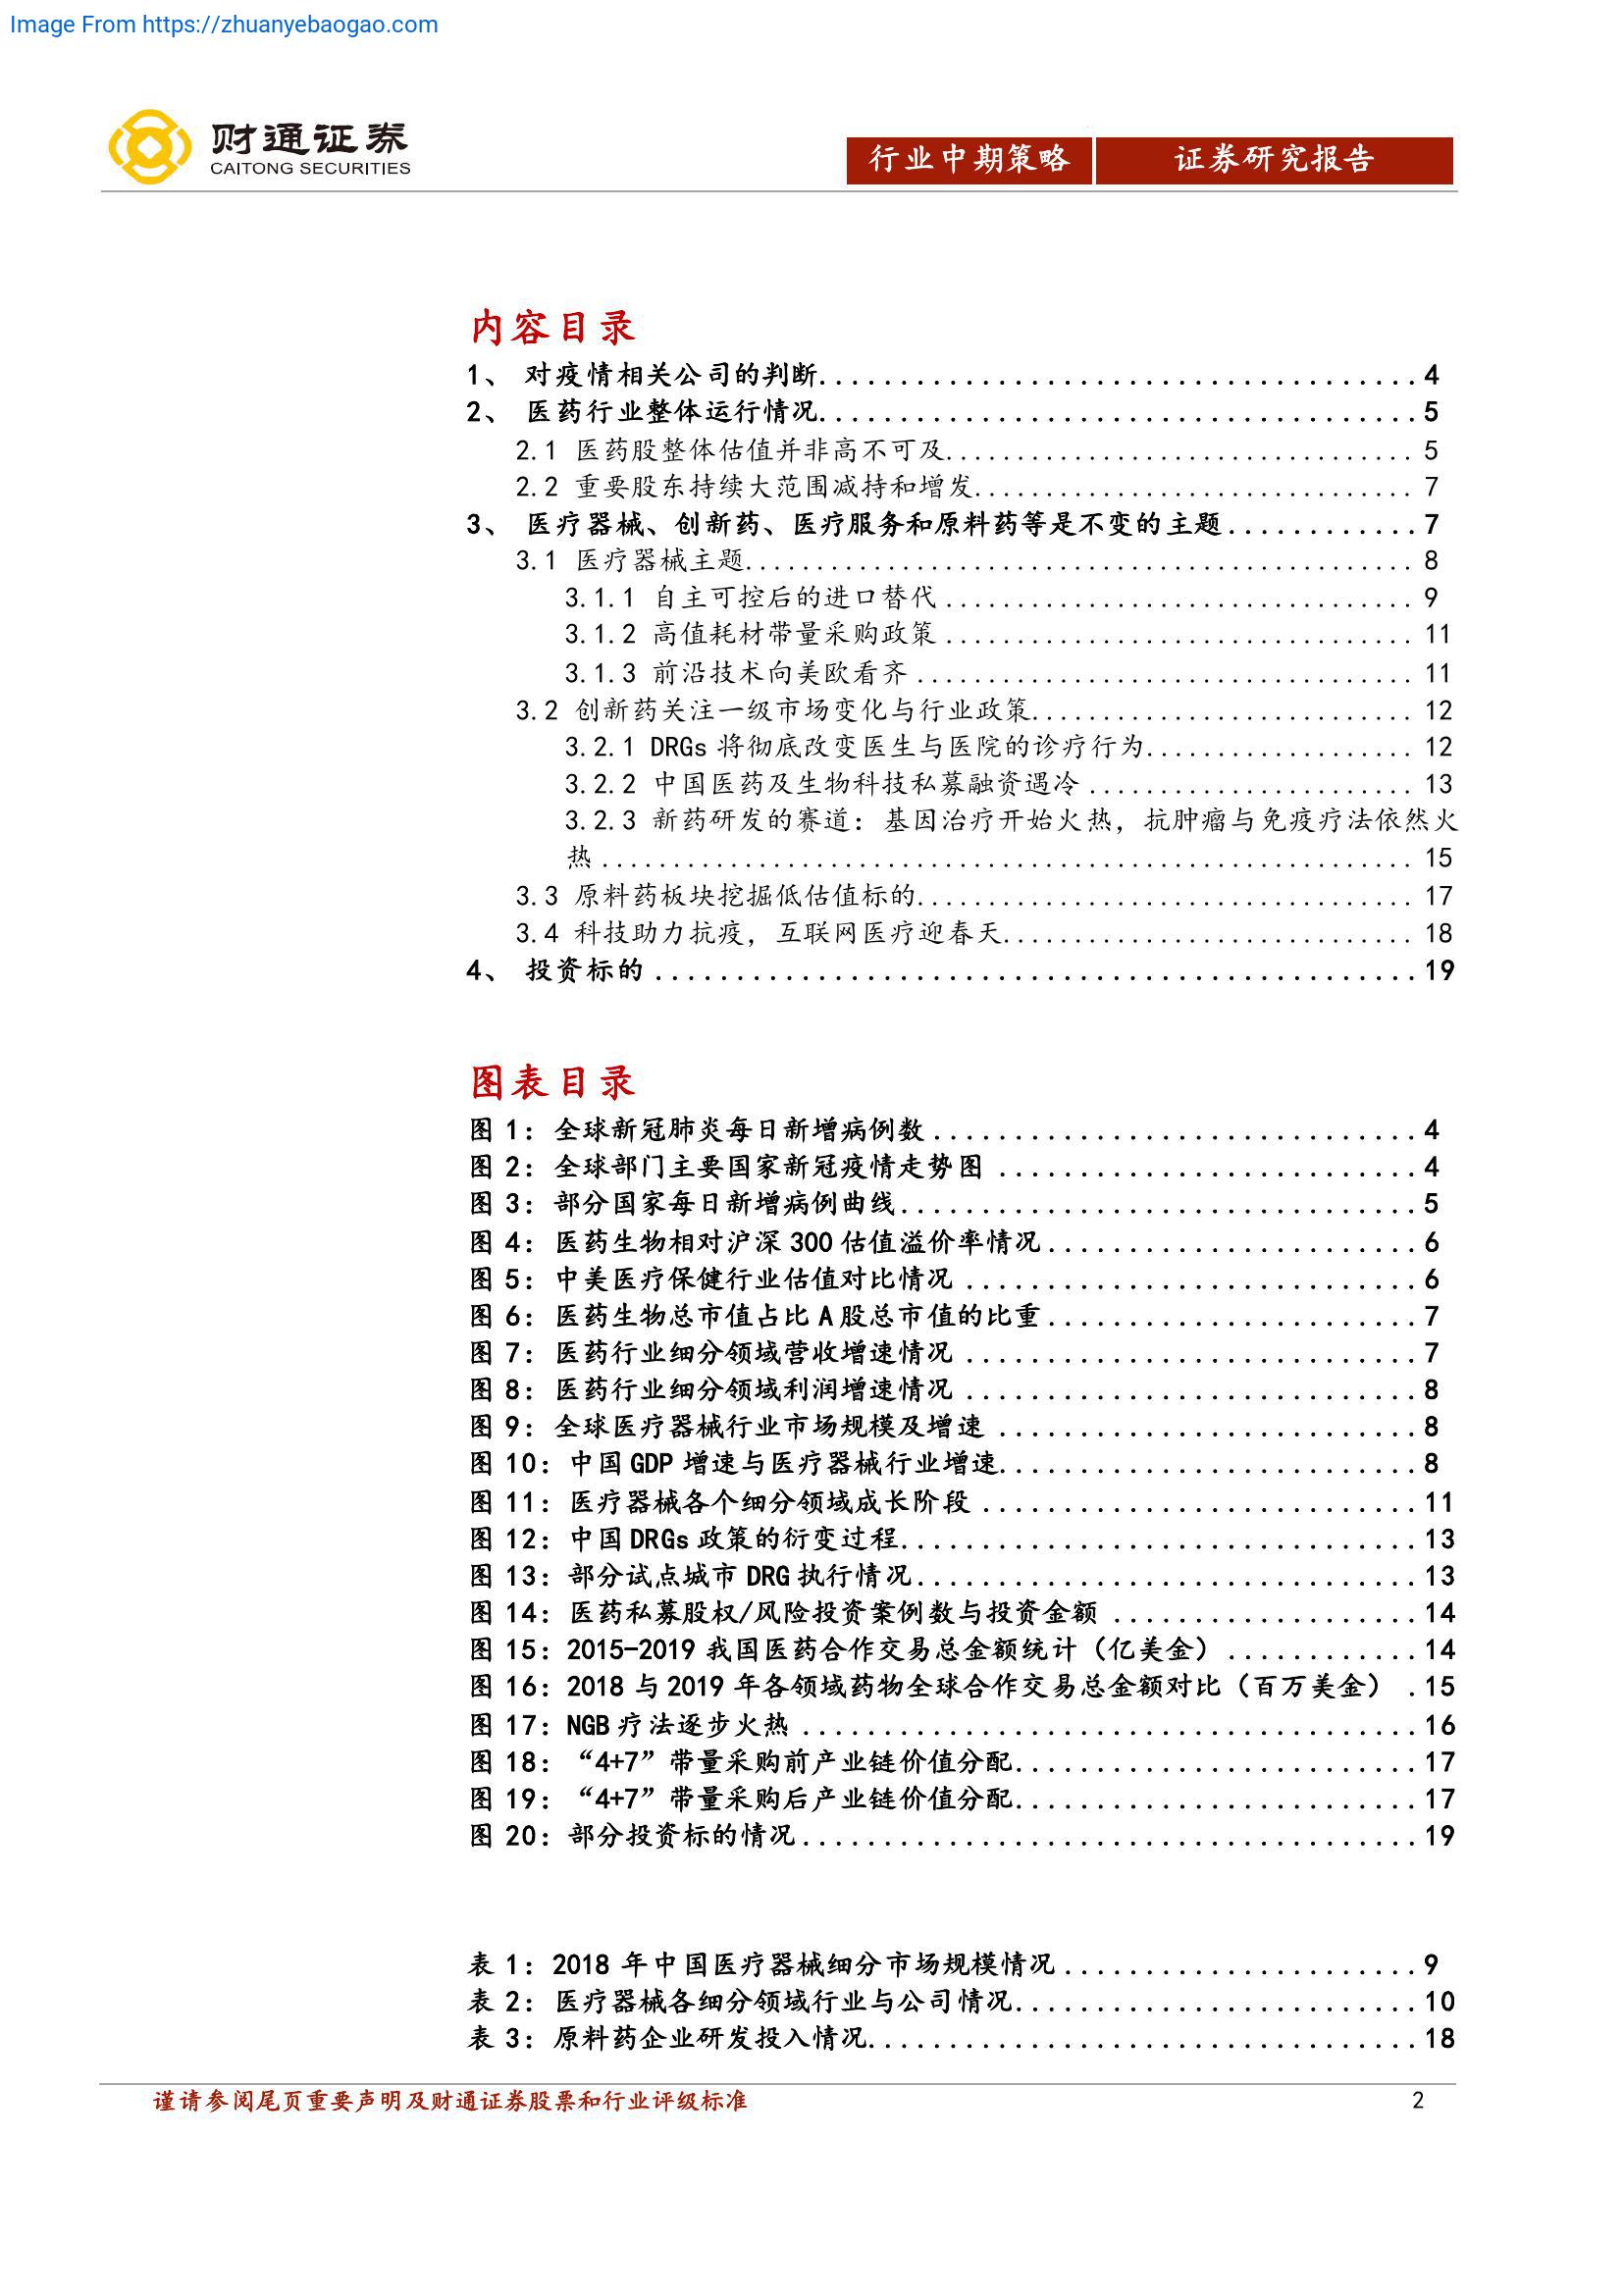 Image From https://zhuanyebaogao.com
财通证券
CAITONG SECURITIES
行业中期策略 证券研究报告
内容目录
1、 对疫情相关公司的判断.....................................4
2、 医药行业整体运行情况.....................................5
2.1 医药股整体估值并非高不可及................................. 5
2.2 重要股东持续大范围减持和增发............................... 7
3、 医疗器械、创新药、医疗服务和原料药等是不变的主题............7
3.1 医疗器械主题............................................... 8
3.1.1 自主可控后的进口替代................................. 9
3.1.2 高值耗材带量采购政策................................. 11
3.1.3 前沿技术向美欧看齐................................... 11
3.2 创新药关注一级市场变化与行业政策........................... 12
3.2.1 DRGs 将彻底改变医生与医院的诊疗行为................... 12
3.2.2 中国医药及生物科技私募融资遇冷....................... 13
3.2.3 新药研发的赛道：基因治疗开始火热，抗肿瘤与免疫疗法依然火
热......................................................... 15
3.3 原料药板块挖掘低估值标的................................... 17
3.4 科技助力抗疫，互联网医疗迎春天............................. 18
4、 投资标的...............................................19
图表目录
图 1：全球新冠肺炎每日新增病例数..............................4
图 2：全球部门主要国家新冠疫情走势图..........................4
图 3：部分国家每日新增病例曲线................................5
图 4：医药生物相对沪深 300 估值溢价率情况.......................6
图 5：中美医疗保健行业估值对比情况............................6
图 6：医药生物总市值占比 A 股总市值的比重.......................7
图 7：医药行业细分领域营收增速情况............................7
图 8：医药行业细分领域利润增速情况............................8
图 9：全球医疗器械行业市场规模及增速..........................8
图 10：中国 GDP 增速与医疗器械行业增速..........................8
图 11：医疗器械各个细分领域成长阶段...........................11
图 12：中国 DRGs 政策的衍变过程................................13
图 13：部分试点城市 DRG 执行情况...............................13
图 14：医药私募股权/风险投资案例数与投资金额...................14
图 15：2015-2019 我国医药合作交易总金额统计（亿美金）............14
图 16：2018 与 2019 年各领域药物全球合作交易总金额对比（百万美金） .15
图 17：NGB 疗法逐步火热......................................16
图 18：“4+7”带量采购前产业链价值分配.........................17
图 19：“4+7”带量采购后产业链价值分配.........................17
图 20：部分投资标的情况......................................19
表 1：2018 年中国医疗器械细分市场规模情况......................9
表 2：医疗器械各细分领域行业与公司情况.........................10
表 3：原料药企业研发投入情况..................................18
谨请参阅尾页重要声明及财通证券股票和行业评级标准 2